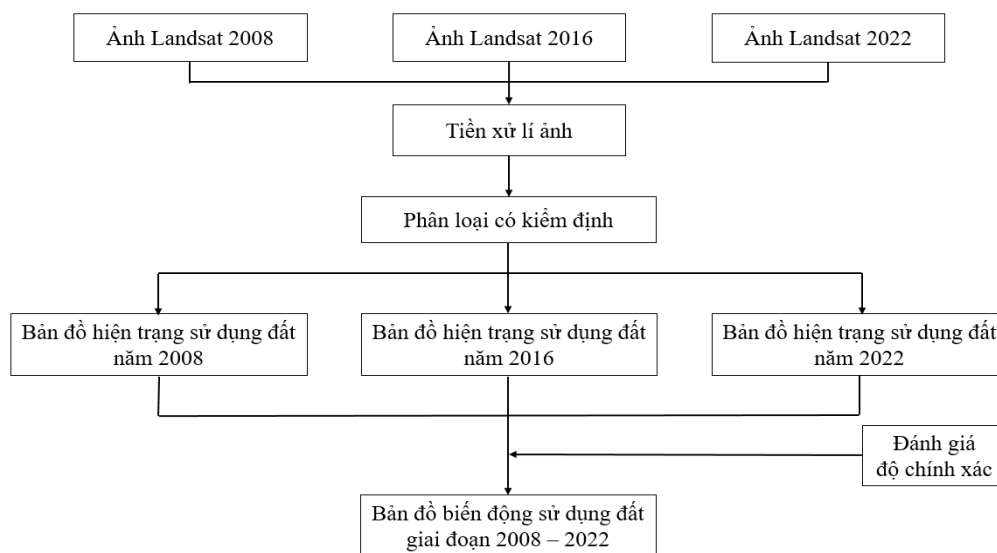 Ảnh Landsat 2008
Ảnh Landsat 2016
Ảnh Landsat 2022
Tiền xử lí ảnh
Phân loại có kiểm định
Bản đồ hiện trạng sử dụng đất
năm 2008
Bản đồ hiện trạng sử dụng đất
năm 2016
Bản đồ hiện trạng sử dụng đất
năm 2022
Đánh giá
độ chính xác
Bản đồ biến động sử dụng đất
giai đoạn 2008 – 2022